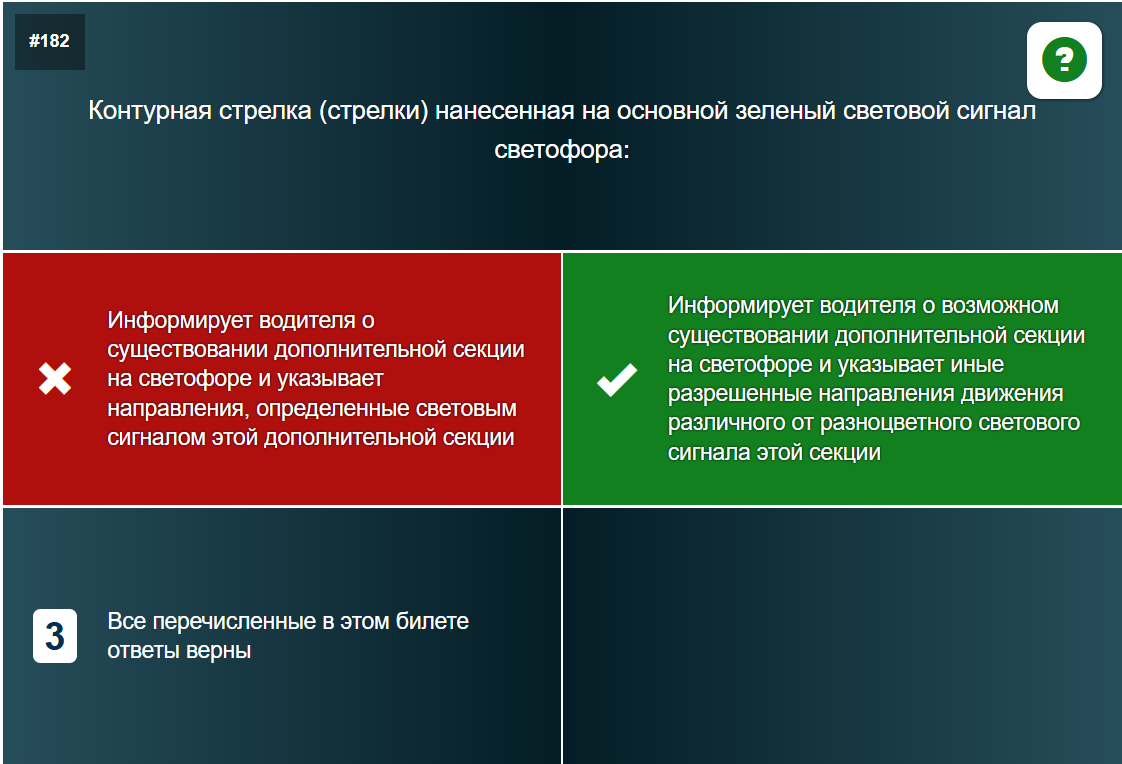 #182
?
Контурная стрелка (стрелки) нанесенная на основной зеленый световой сигнал
светофора:
Информирует водителя о
существовании дополнительной секции
на светофоре и указывает
направления, определенные световым
сигналом этой дополнительной секции
Информирует водителя о возможном
существовании дополнительной секции
на светофоре и указывает иные
разрешенные направления движения
различного от разноцветного светового
сигнала этой секции
3
Все перечисленные в этом билете
ответы верны